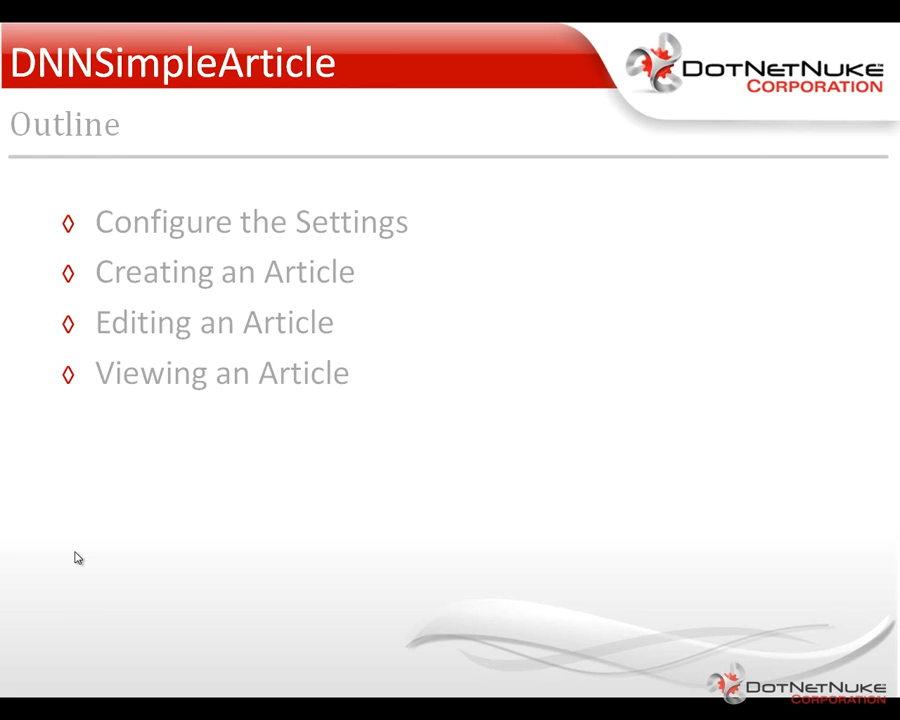 DNNSimpleArticle
DotNetNuke
Corporation
Outline
Configure the Settings
Creating an Article
Editing an Article
Viewing an Article
DotNetNuke
Corporation